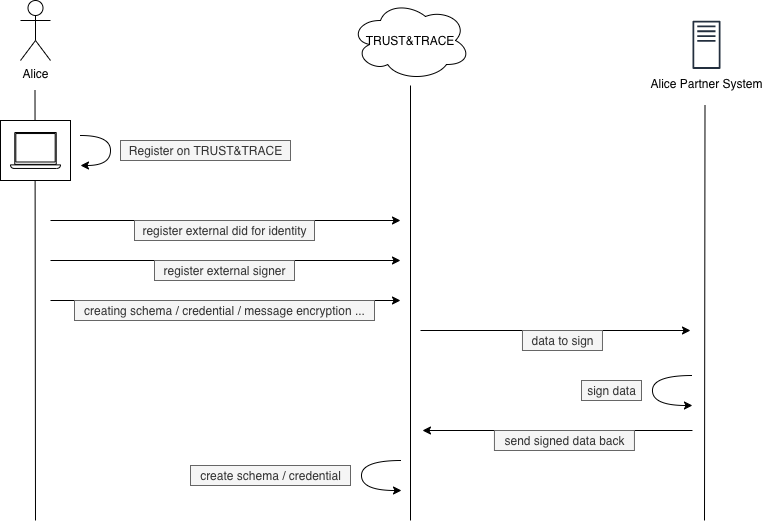 TRUST&TRACE
Alice
Alice Partner System
Register on TRUST&TRACE
register external did for identity
register external signer
creating schema / credential / message encryption ...
data to sign
sign data
send signed data back
create schema / credential